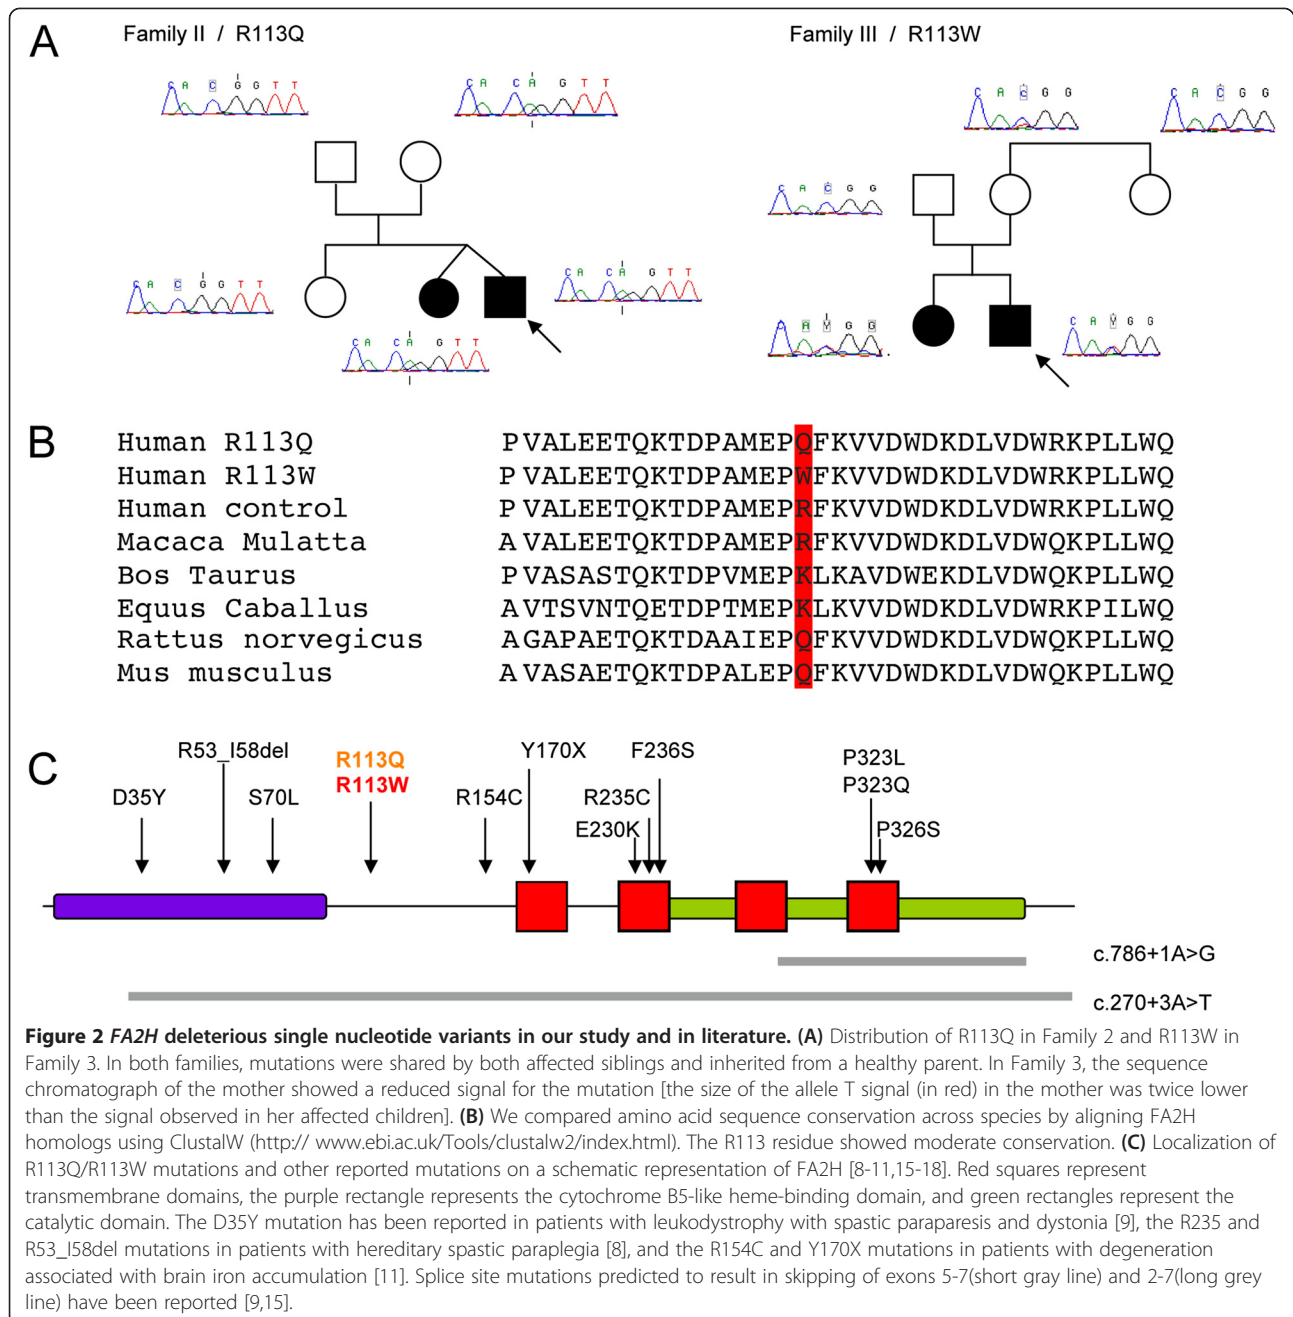 A
Family II / R113Q
Family III / R113W
C A C G G T T
C A C A G T T
C A C G G
C A C G G
C A C G G
C A C G G T T
C A C A G T T
C A C A G T T
C A Y G G
C A Y G G
B
Human R113Q PVALEETQKTDPAMEPQFKVVDWDKDLVDWRKPLLWQ
Human R113W PVALEETQKTDPAMEPWFKVVDWDKDLVDWRKPLLWQ
Human control PVALEETQKTDPAMEPRFKVVDWDKDLVDWRKPLLWQ
Macaca Mulatta AVALEETQKTDPAMEPRFKVVDWDKDLVDWQKPLLWQ
Bos Taurus PVASASTQKTDPVMEPKLKAVDWEKDLVDWQKPLLWQ
Equus Caballus AVTSVNTQETDPTMEPKLKVVDWDKDLVDWRKPILWQ
Rattus norvegicus AGAPAETQKTDAAIEPQFKVVDWDKDLVDWQKPLLWQ
Mus musculus AVASAETQKTDPALEPQFKVVDWDKDLVDWQKPLLWQ
C
R53_I58del
R113Q
R113W
Y170X
F236S
P323L
P323Q
D35Y
S70L
R154C
R235C
E230K
P326S
c.786+1A>G
c.270+3A>T
Figure 2 FA2H deleterious single nucleotide variants in our study and in literature. (A) Distribution of R113Q in Family 2 and R113W in
Family 3. In both families, mutations were shared by both affected siblings and inherited from a healthy parent. In Family 3, the sequence
chromatograph of the mother showed a reduced signal for the mutation [the size of the allele T signal (in red) in the mother was twice lower
than the signal observed in her affected children]. (B) We compared amino acid sequence conservation across species by aligning FA2H
homologs using ClustalW (http:// www.ebi.ac.uk/Tools/clustalw2/index.html). The R113 residue showed moderate conservation. (C) Localization of
R113Q/R113W mutations and other reported mutations on a schematic representation of FA2H [8-11,15-18]. Red squares represent
transmembrane domains, the purple rectangle represents the cytochrome B5-like heme-binding domain, and green rectangles represent the
catalytic domain. The D35Y mutation has been reported in patients with leukodystrophy with spastic paraparesis and dystonia [9], the R235 and
R53_I58del mutations in patients with hereditary spastic paraplegia [8], and the R154C and Y170X mutations in patients with degeneration
associated with brain iron accumulation [11]. Splice site mutations predicted to result in skipping of exons 5-7(short gray line) and 2-7(long grey
line) have been reported [9,15].